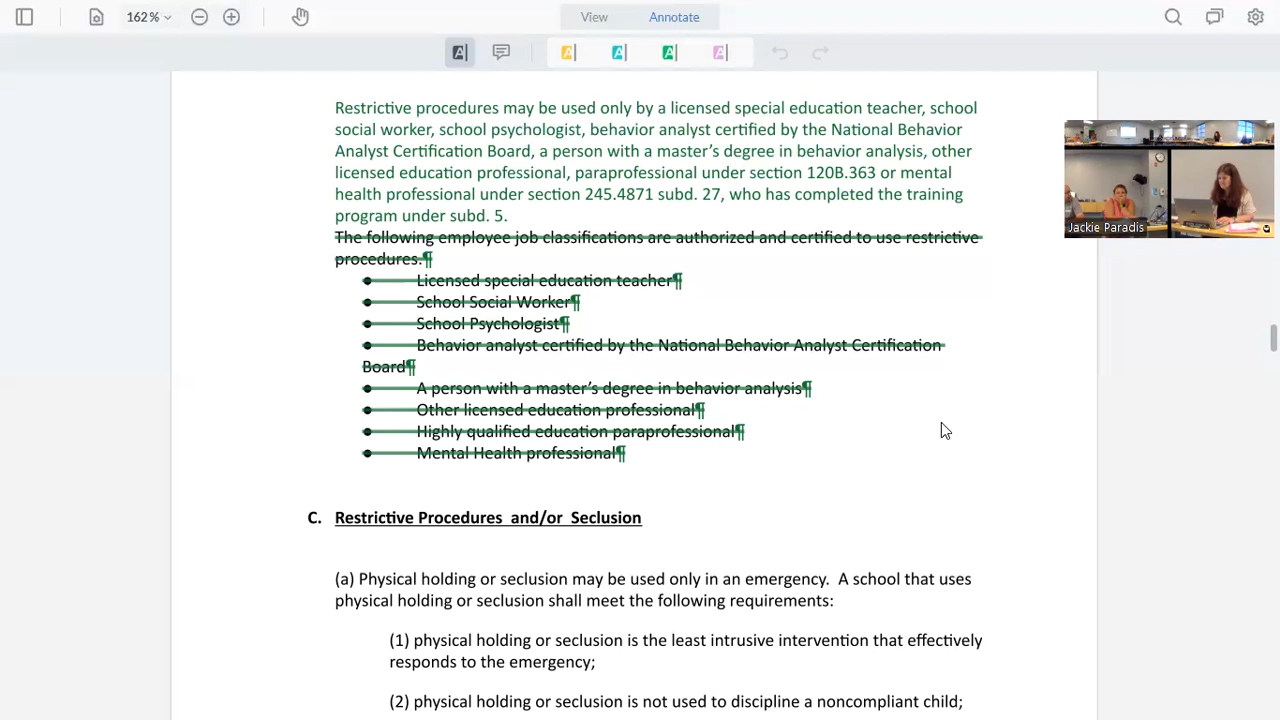 162%
View
Annotate
Restrictive procedures may be used only by a licensed special education teacher, school
social worker, school psychologist, behavior analyst certified by the National Behavior
Analyst Certification Board, a person with a master’s degree in behavior analysis, other
licensed education professional, paraprofessional under section 120B.363 or mental
health professional under section 245.4871 subd. 27, who has completed the training
program under subd. 5.
The following employee job classifications are authorized and certified to use restrictive
procedures:¶
● Licensed special education teacher¶
● School Social Worker¶
● School Psychologist¶
● Behavior analyst certified by the National Behavior Analyst Certification
Board¶
● A person with a master’s degree in behavior analysis¶
● Other licensed education professional¶
● Highly qualified education paraprofessional¶
● Mental Health professional¶
C. Restrictive Procedures and/or Seclusion
(a) Physical holding or seclusion may be used only in an emergency. A school that uses
physical holding or seclusion shall meet the following requirements:
(1) physical holding or seclusion is the least intrusive intervention that effectively
responds to the emergency;
(2) physical holding or seclusion is not used to discipline a noncompliant child;
Jackie Paradis